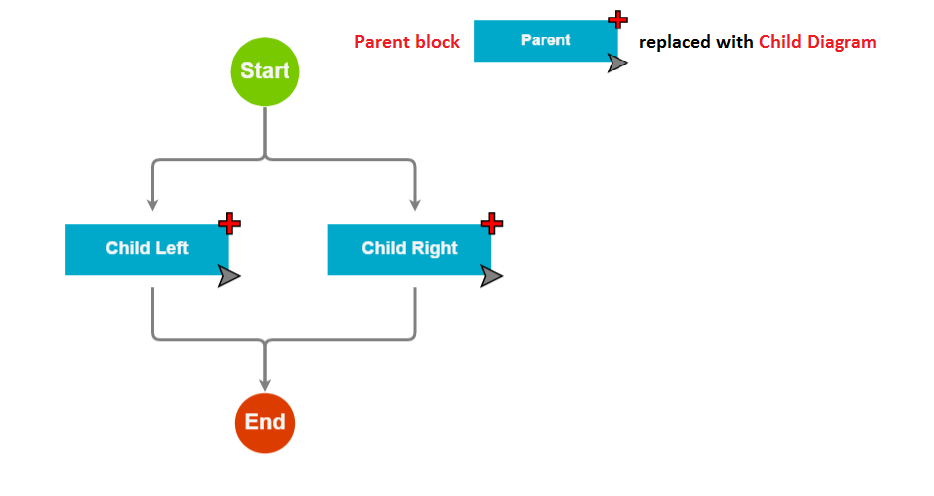 Parent block Parent replaced with Child Diagram
Start
Child Left Child Right
End